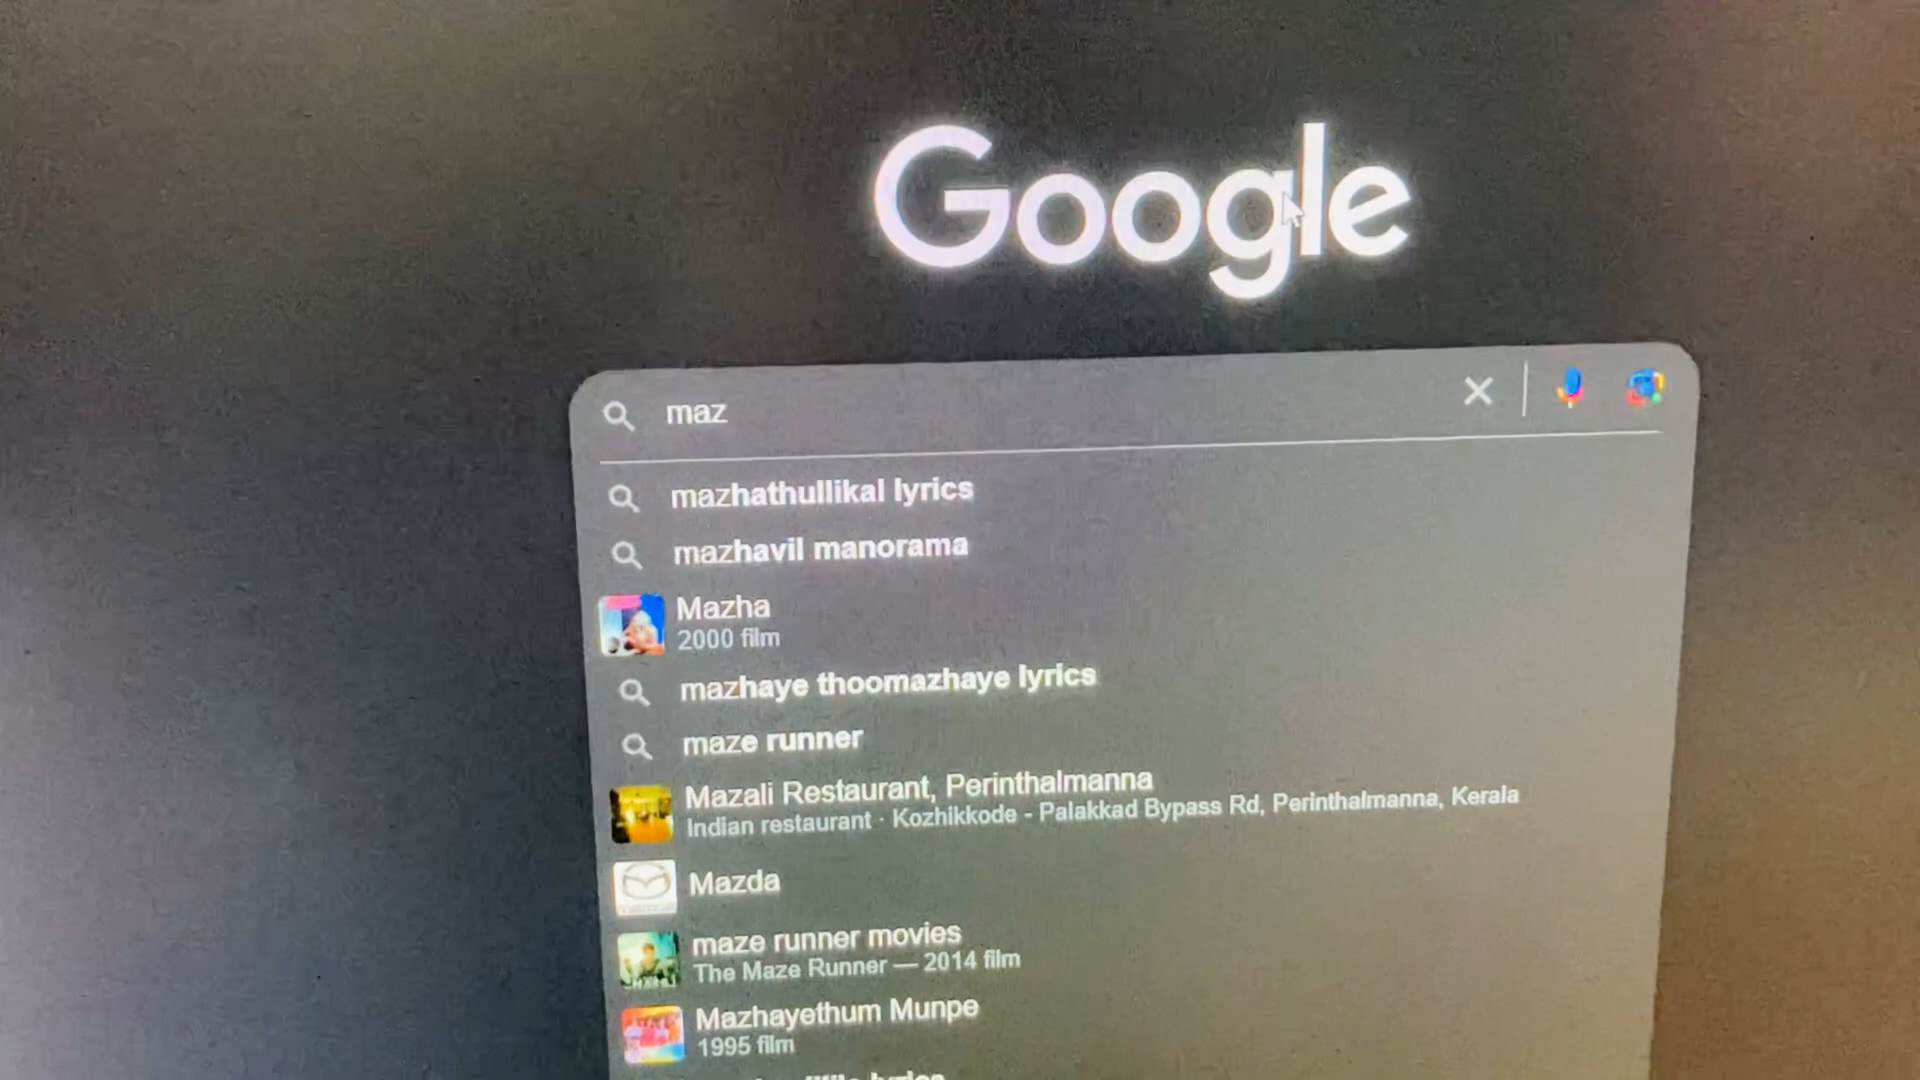 Google
maz
mazhathullikal lyrics
mazhavil manorama
Mazha
2000 film
mazhaye thoomazhaye lyrics
maze runner
Mazali Restaurant, Perinthalmanna
Indian restaurant · Kozhikkode - Palakkad Bypass Rd, Perinthalmanna, Kerala
Mazda
maze runner movies
The Maze Runner — 2014 film
Mazhayethum Munpe
1995 film
lyrics